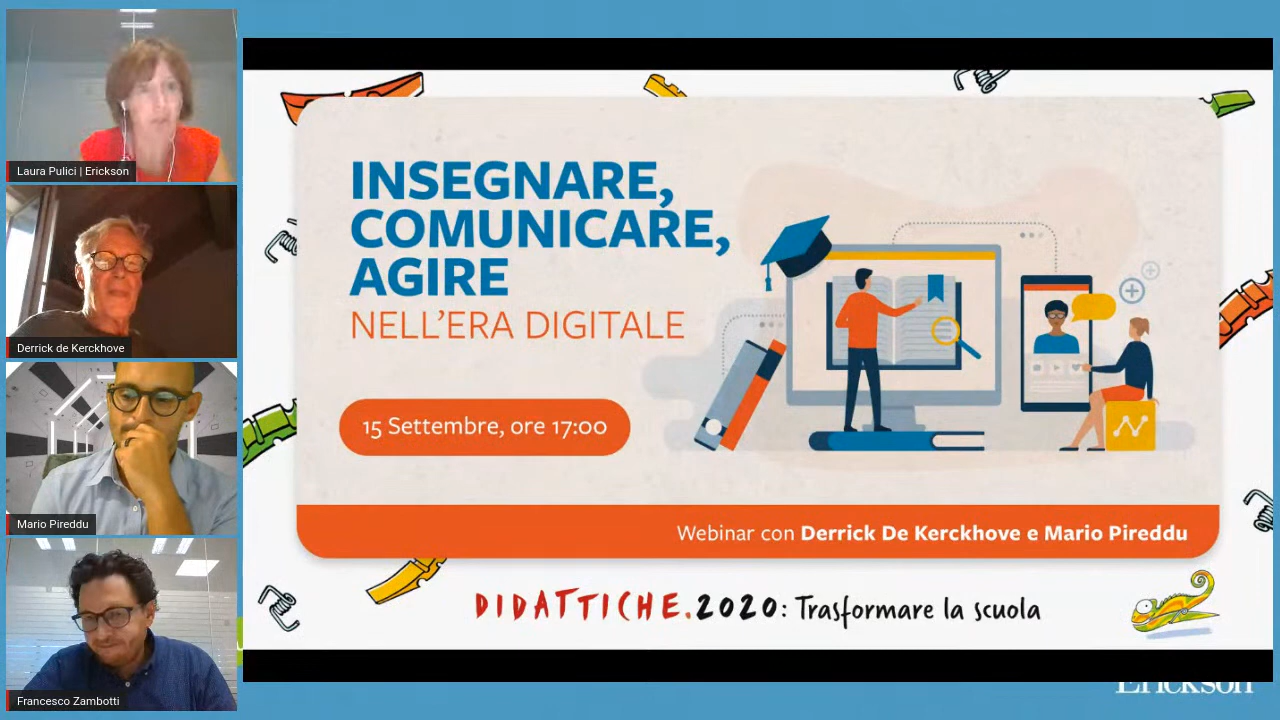 Laura Pulici | Erickson
Derrick de Kerckhove
Mario Pireddu
Francesco Zambotti
INSEGNARE,
COMUNICARE,
AGIRE
NELL'ERA DIGITALE
15 Settembre, ore 17:00
Webinar con Derrick De Kerckhove e Mario Pireddu
DIDATTICHE.2020: Trasformare la scuola
Erickson